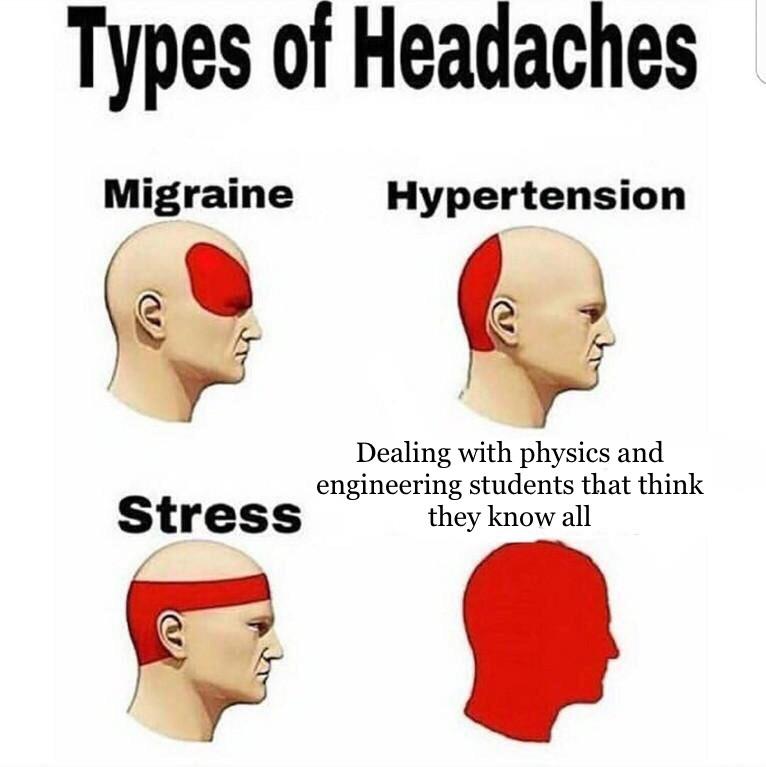 Types of Headaches
Migraine
Hypertension
Stress
Dealing with physics and
engineering students that think
they know all